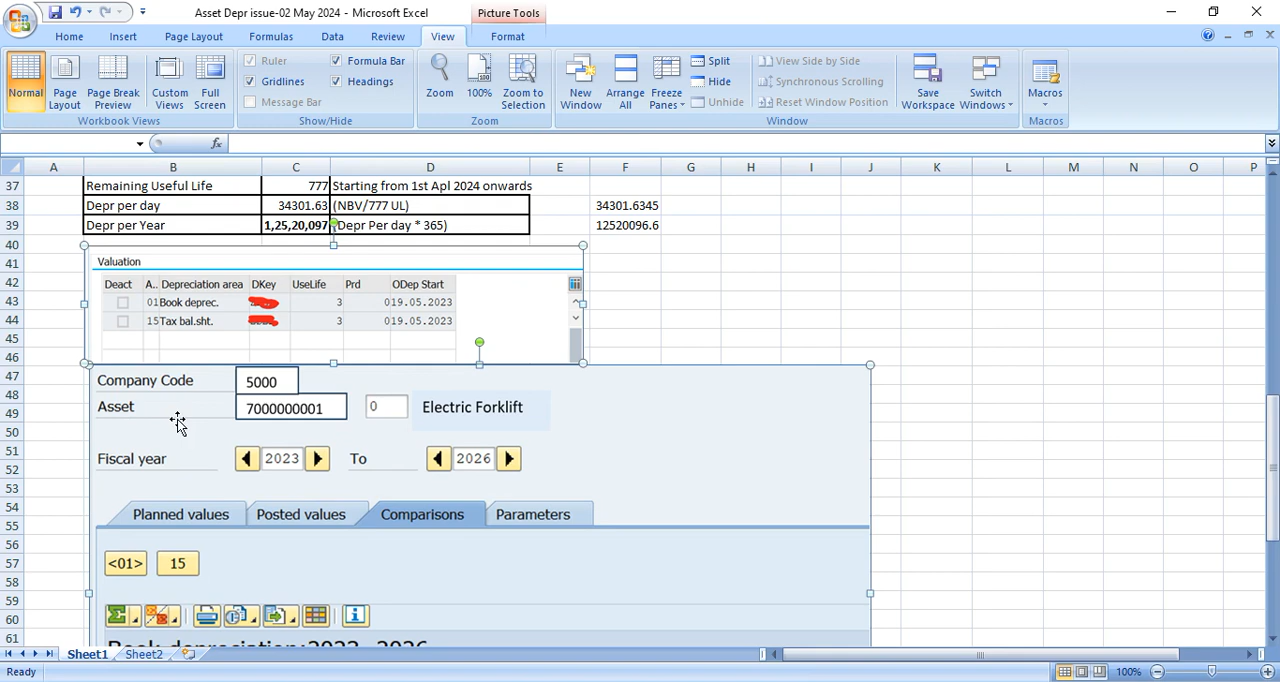 Asset Depr issue-02 May 2024 - Microsoft Excel Picture Tools
Home Insert Page Layout Formulas Data Review View Format
Normal Page Layout Page Break Preview Custom Views Full Screen
Workbook Views
Ruler Formula Bar
Gridlines Headings
Message Bar
Show/Hide
Zoom 100% Zoom to Selection
Zoom
New Window Arrange All Freeze Panes
Split
Hide
Unhide
View Side by Side
Synchronous Scrolling
Reset Window Position
Window
Save Workspace Switch Windows
Macros
Macros
fx
A B C D E F G H I J K L M N O P
37 Remaining Useful Life 777 Starting from 1st Apl 2024 onwards
38 Depr per day 34301.63 (NBV/777 UL) 34301.6345
39 Depr per Year 1,25,20,097 (Depr Per day * 365) 12520096.6
40
41 Valuation
42 Deact A.. Depreciation area DKey UseLife Prd ODep Start
43 01 Book deprec. 3 0 19.05.2023
44 15 Tax bal.sht. 3 0 19.05.2023
45
46
47 Company Code 5000
48
49 Asset 7000000001 0 Electric Forklift
50
51 Fiscal year 2023 To 2026
52
53
54 Planned values Posted values Comparisons Parameters
55
56
57 <01> 15
58
59
60
61
Sheet1 Sheet2
Ready 100%